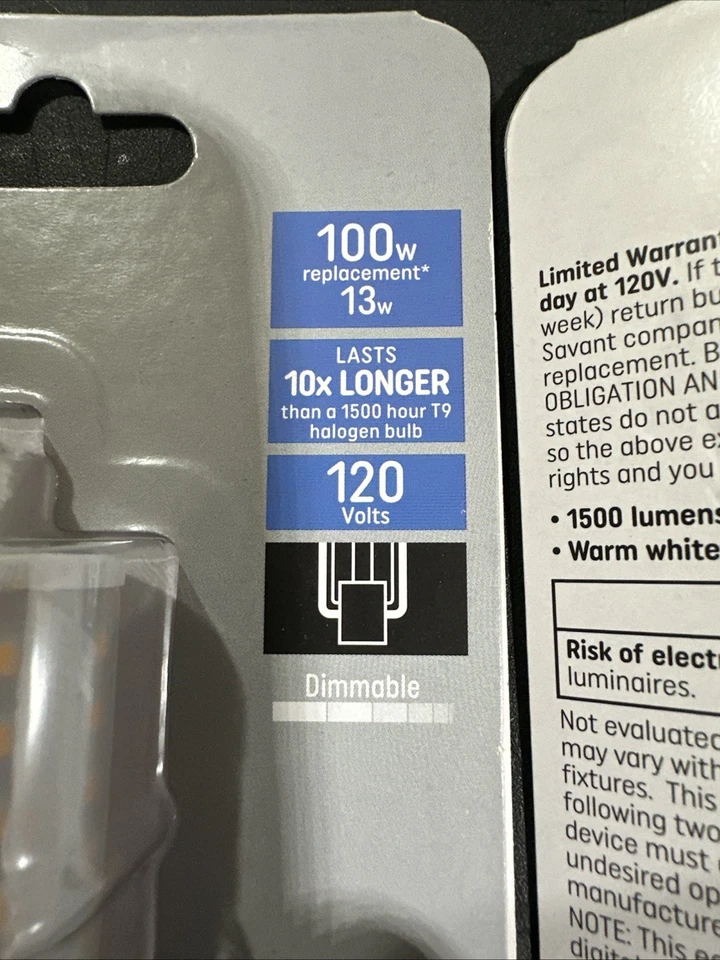 100w
replacement*
13w
LASTS
10x LONGER
than a 1500 hour T9
halogen bulb
120
Volts
Dimmable
Limited Warrant
day at 120V. If t
week) return bu
Savant compan
replacement. B
OBLIGATION AN
states do not a
so the above ex
rights and you
• 1500 lumens
• Warm white
Risk of electr
luminaires.
Not evaluated
may vary with
fixtures. This
following two
device must
undesired op
manufacture
NOTE: This eq
digital